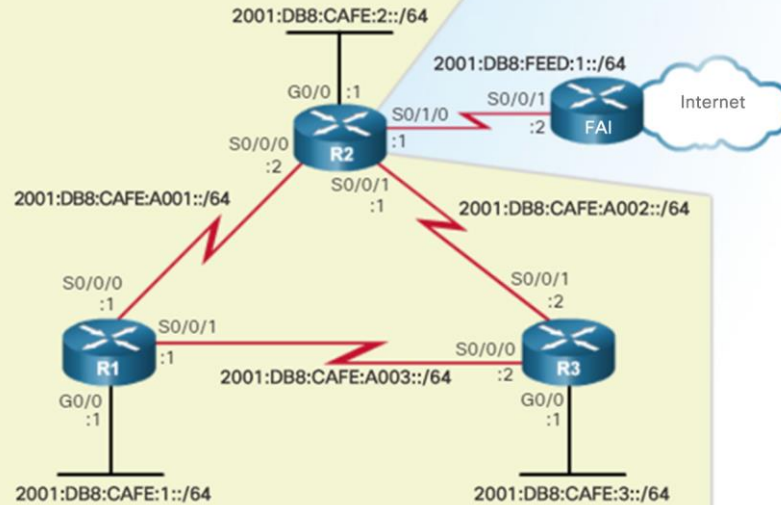 2001:DB8:CAFE:2::/64
2001:DB8:FEED:1::/64
G0/0 :1
S0/1/0
:1
S0/0/1
:2
FAI
Internet
S0/0/0
:2
R2
S0/0/1
:1
2001:DB8:CAFE:A001::/64
2001:DB8:CAFE:A002::/64
S0/0/0
:1
S0/0/1
:2
S0/0/1
:1
R1
S0/0/0
:2
R3
2001:DB8:CAFE:A003::/64
G0/0
:1
G0/0
:1
2001:DB8:CAFE:1::/64
2001:DB8:CAFE:3::/64